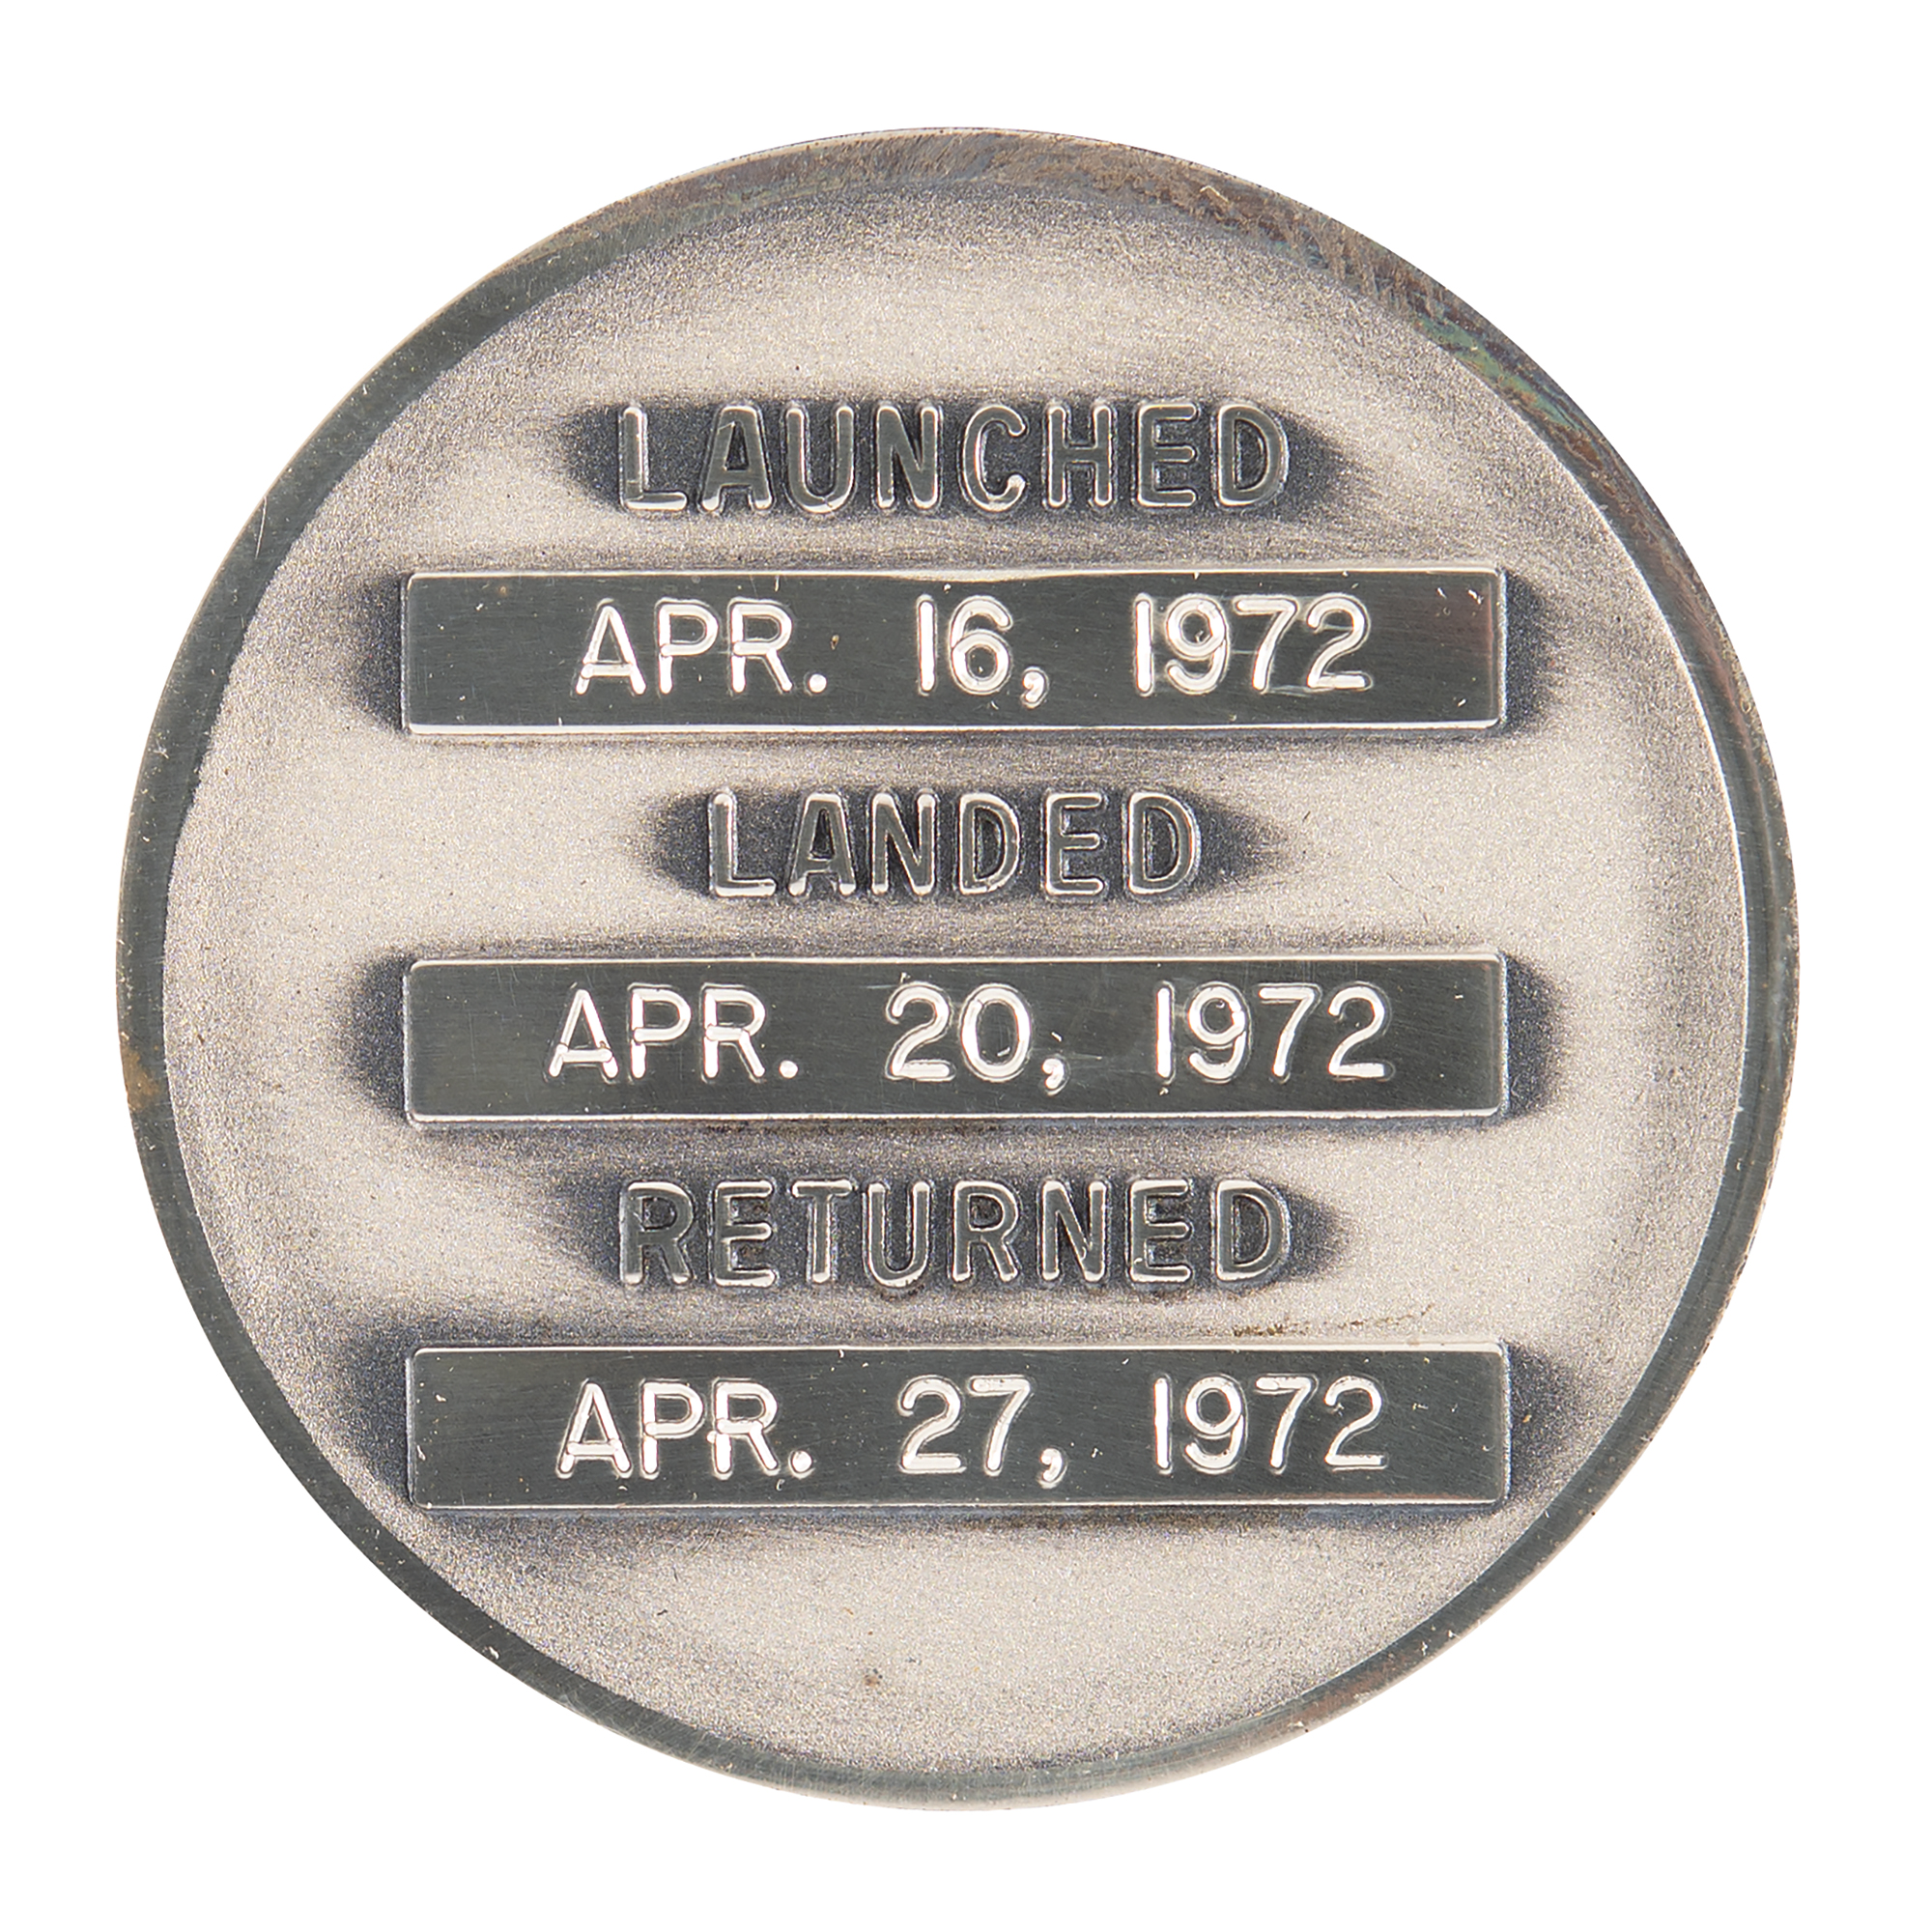 LAUNCHED
APR. 16, 1972
LANDED
APR. 20, 1972
RETURNED
APR. 27, 1972